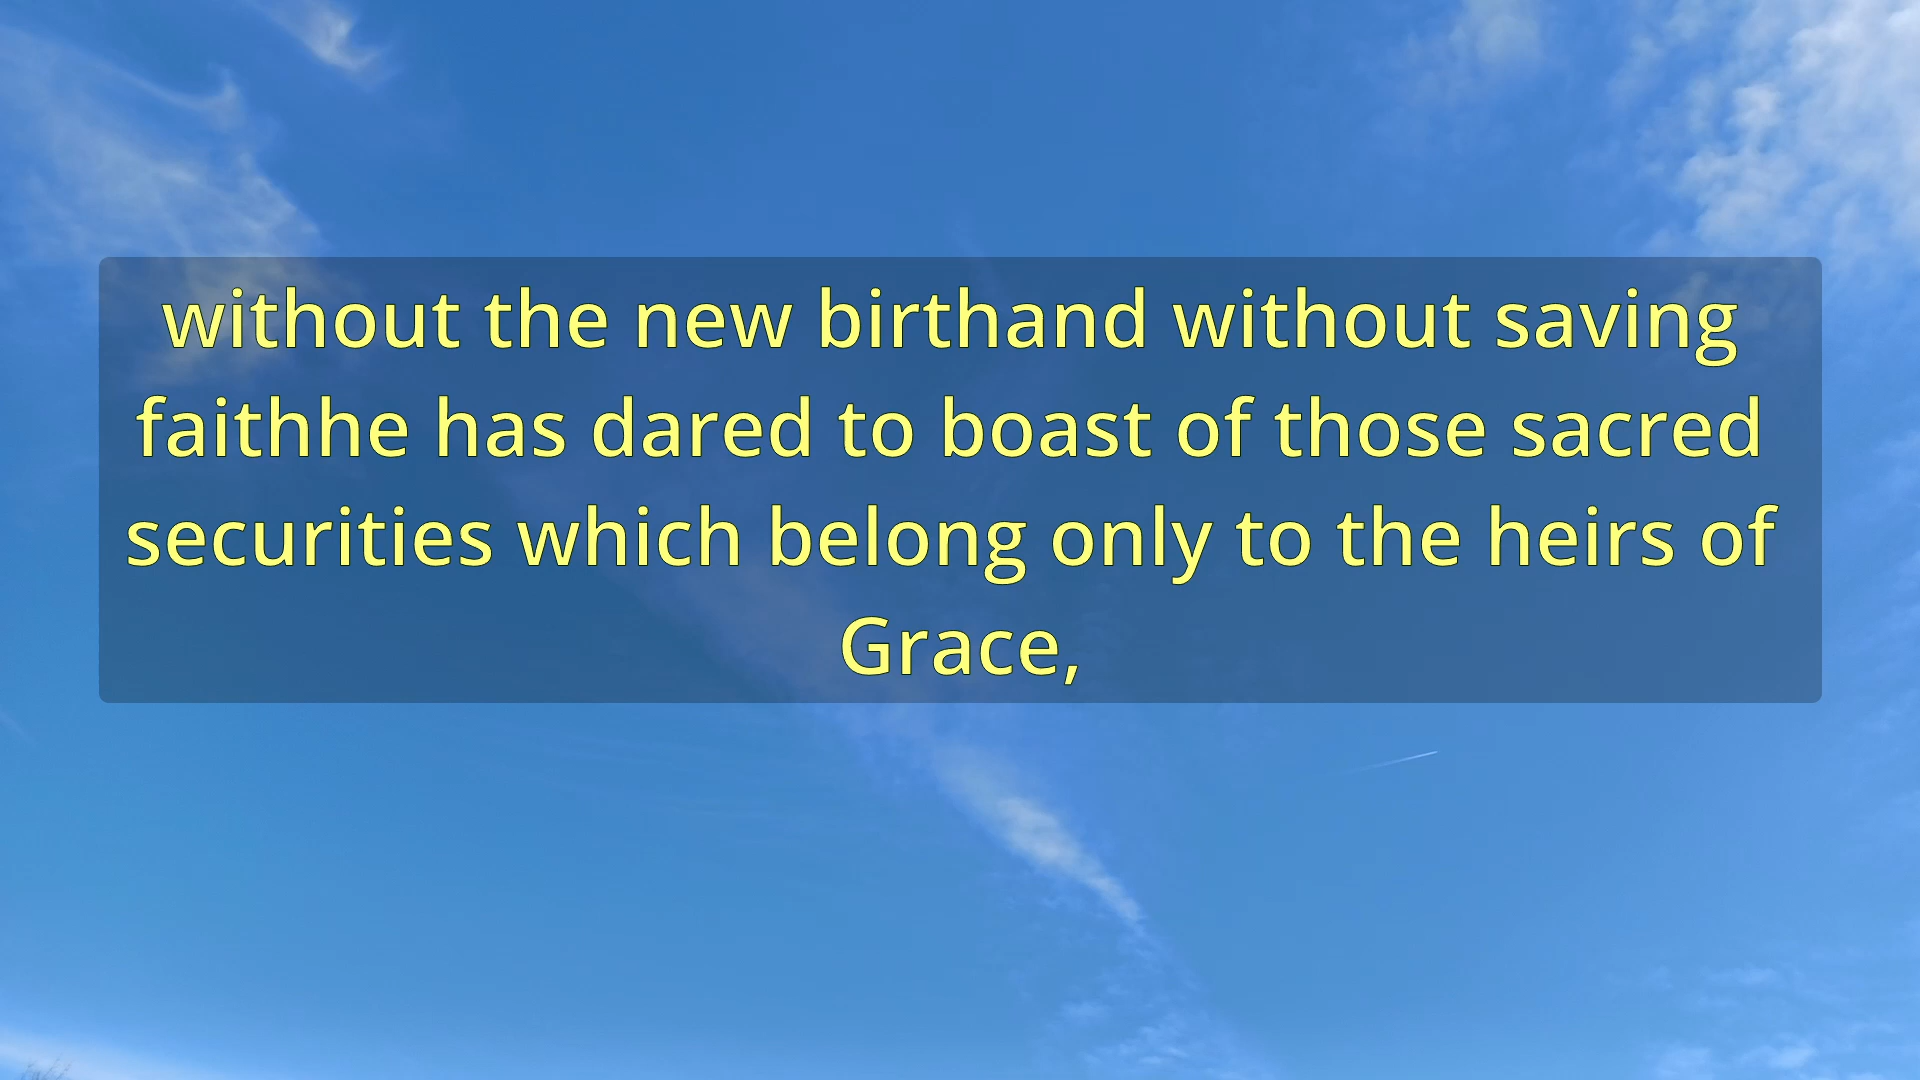 without the new birthand without saving
faithhe has dared to boast of those sacred
securities which belong only to the heirs of
Grace,